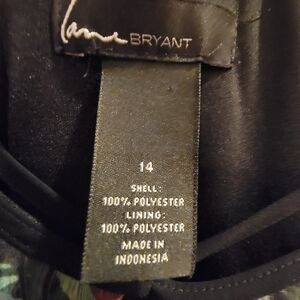 Lane BRYANT
14
SHELL:
100% POLYESTER
LINING:
100% POLYESTER
MADE IN
INDONESIA